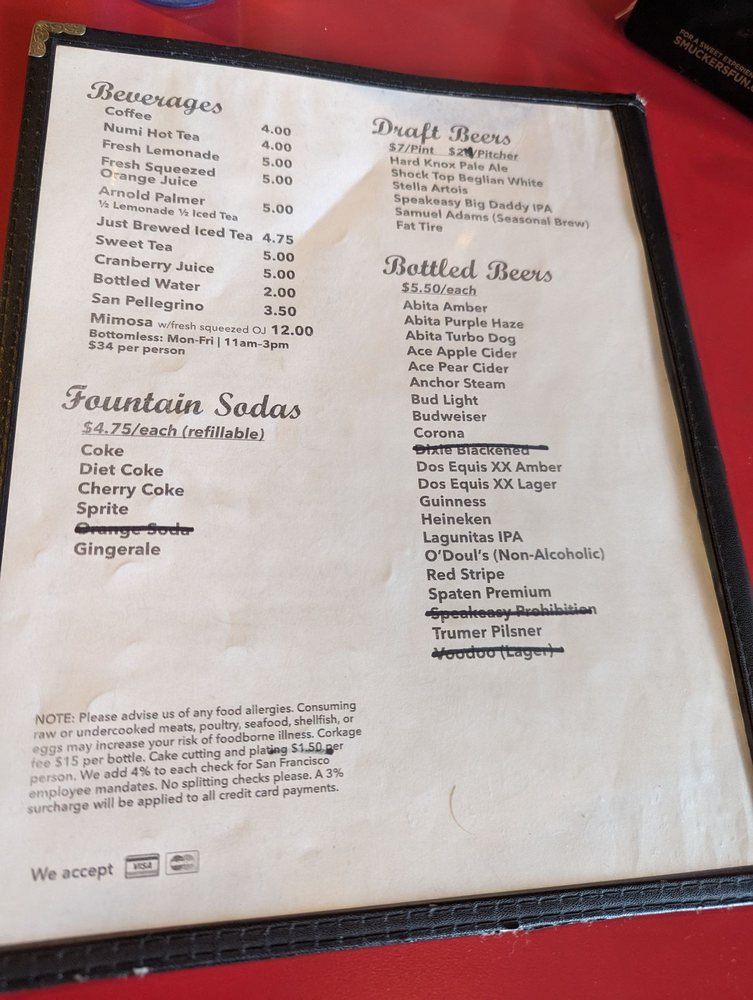 Beverages
Coffee 4.00
Numi Hot Tea 4.00
Fresh Lemonade 5.00
Fresh Squeezed
Orange Juice 5.00
Arnold Palmer 5.00
½ Lemonade ½ Iced Tea
Just Brewed Iced Tea 4.75
Sweet Tea 5.00
Cranberry Juice 5.00
Bottled Water 2.00
San Pellegrino 3.50
Mimosa w/fresh squeezed OJ 12.00
Bottomless: Mon-Fri | 11am-3pm
$34 per person
Fountain Sodas
$4.75/each (refillable)
Coke
Diet Coke
Cherry Coke
Sprite
Orange Soda
Gingerale
NOTE: Please advise us of any food allergies. Consuming
raw or undercooked meats, poultry, seafood, shellfish, or
eggs may increase your risk of foodborne illness. Corkage
fee $15 per bottle. Cake cutting and plating $1.50 per
person. We add 4% to each check for San Francisco
employee mandates. No splitting checks please. A 3%
surcharge will be applied to all credit card payments.
We accept VISA MasterCard
Draft Beers
$7/Pint /Pitcher
Hard Knox Pale Ale
Shock Top Beglian White
Stella Artois
Speakeasy Big Daddy IPA
Samuel Adams (Seasonal Brew)
Fat Tire
Bottled Beers
$5.50/each
Abita Amber
Abita Purple Haze
Abita Turbo Dog
Ace Apple Cider
Ace Pear Cider
Anchor Steam
Bud Light
Budweiser
Corona
Dixie Blackened
Dos Equis XX Amber
Dos Equis XX Lager
Guinness
Heineken
Lagunitas IPA
O'Doul's (Non-Alcoholic)
Red Stripe
Spaten Premium
Speakeasy Prohibition
Trumer Pilsner
Voodoo (Lager)
FOR A SWEET EXPERIE
SMUCKERSFUN.